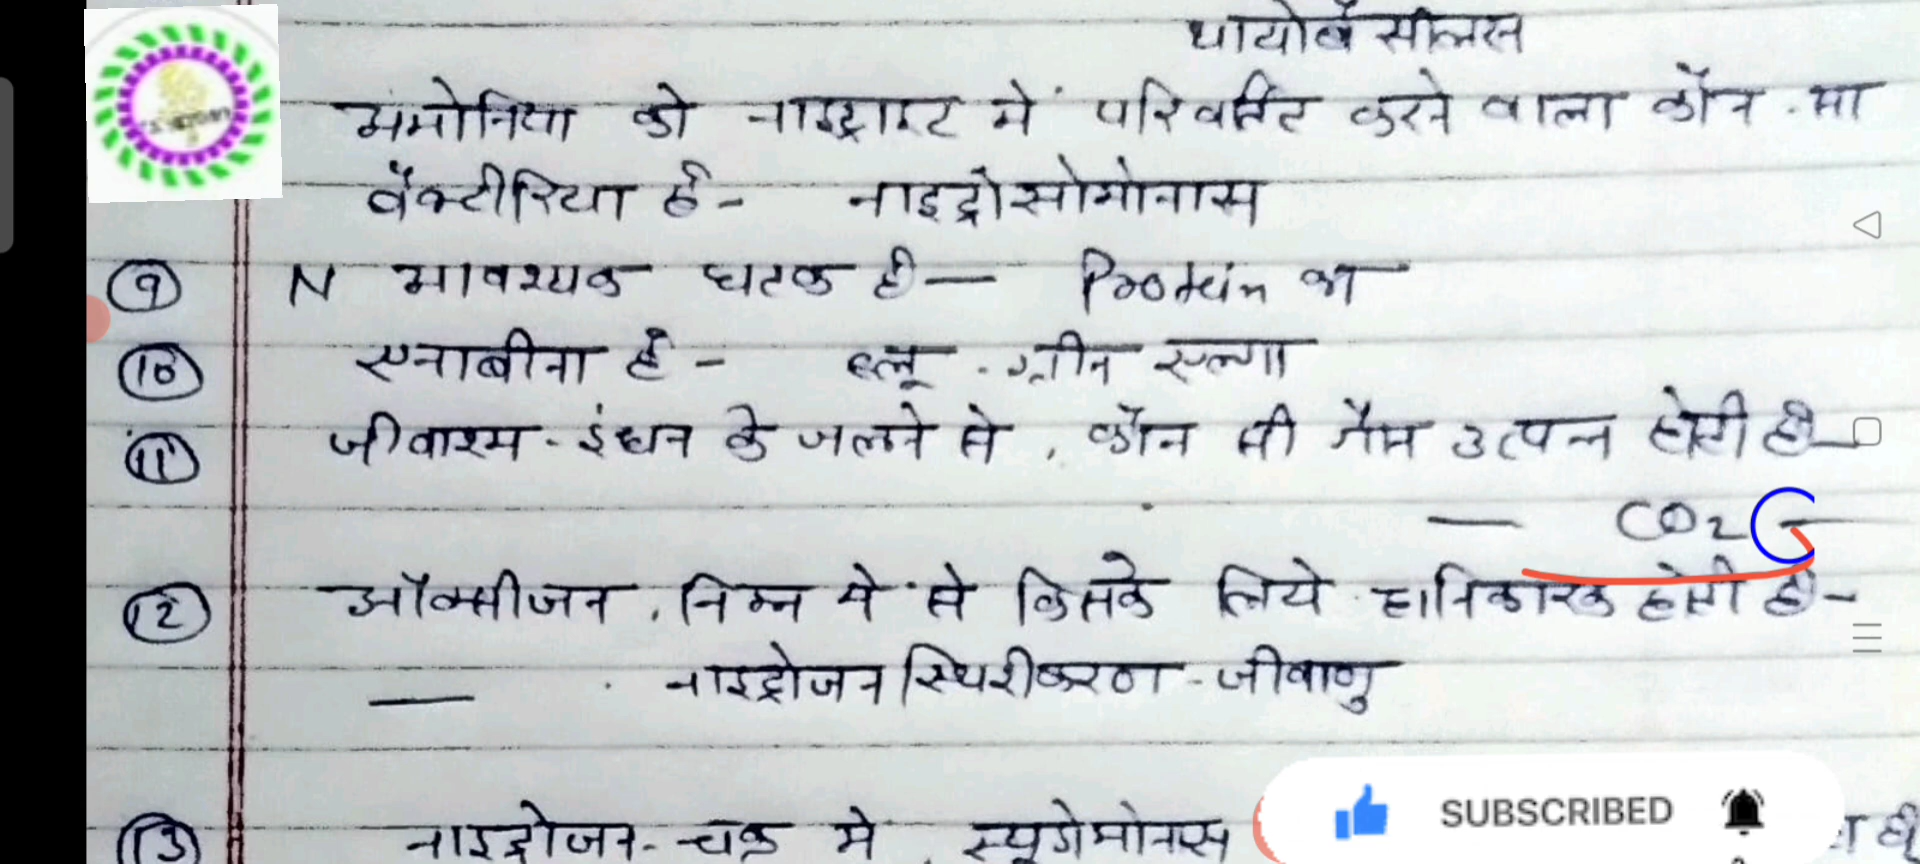 थायोबैसीलस
अमोनिया को नाइट्राइट में परिवर्तित करने वाला कौन-सा
बैक्टीरिया है - नाइट्रोसोमोनास
9 N आवश्यक घटक है — Protein का
10 एनाबीना है - ब्लू-ग्रीन एल्गा
11 जीवाश्म-ईंधन के जलने से, कौन सी गैस उत्पन्न होती है
— CO2 —
12 ऑक्सीजन, निम्न में से किसके लिये हानिकारक होती है -
— नाइट्रोजन स्थिरीकरण-जीवाणु
13 नाइट्रोजन-चक्र में, स्यूडोमोनास
SUBSCRIBED